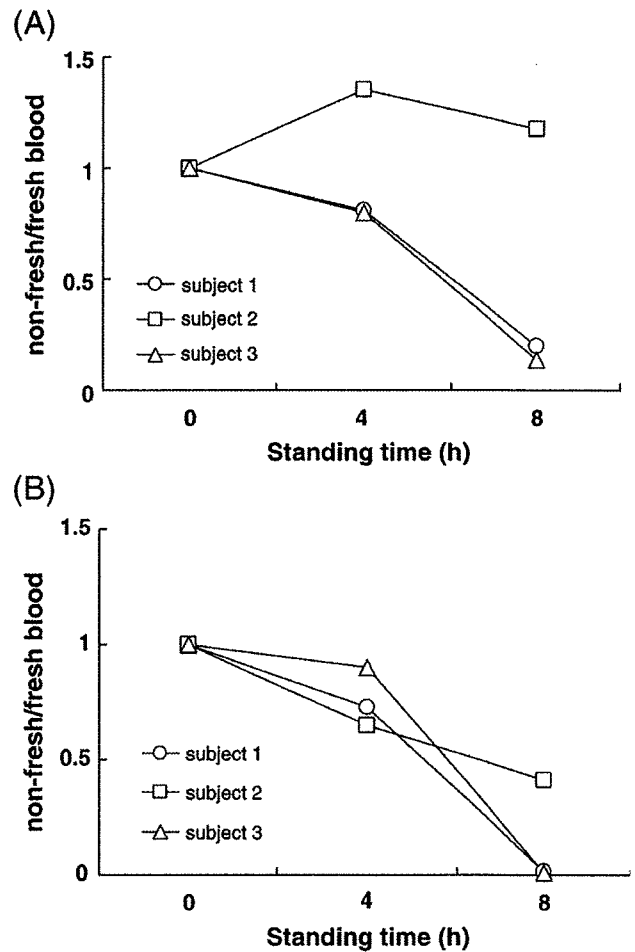 (A)
non-fresh/fresh blood
1.5
1
0.5
0
subject 1
subject 2
subject 3
0 4 8
Standing time (h)
(B)
non-fresh/fresh blood
1.5
1
0.5
0
subject 1
subject 2
subject 3
0 4 8
Standing time (h)